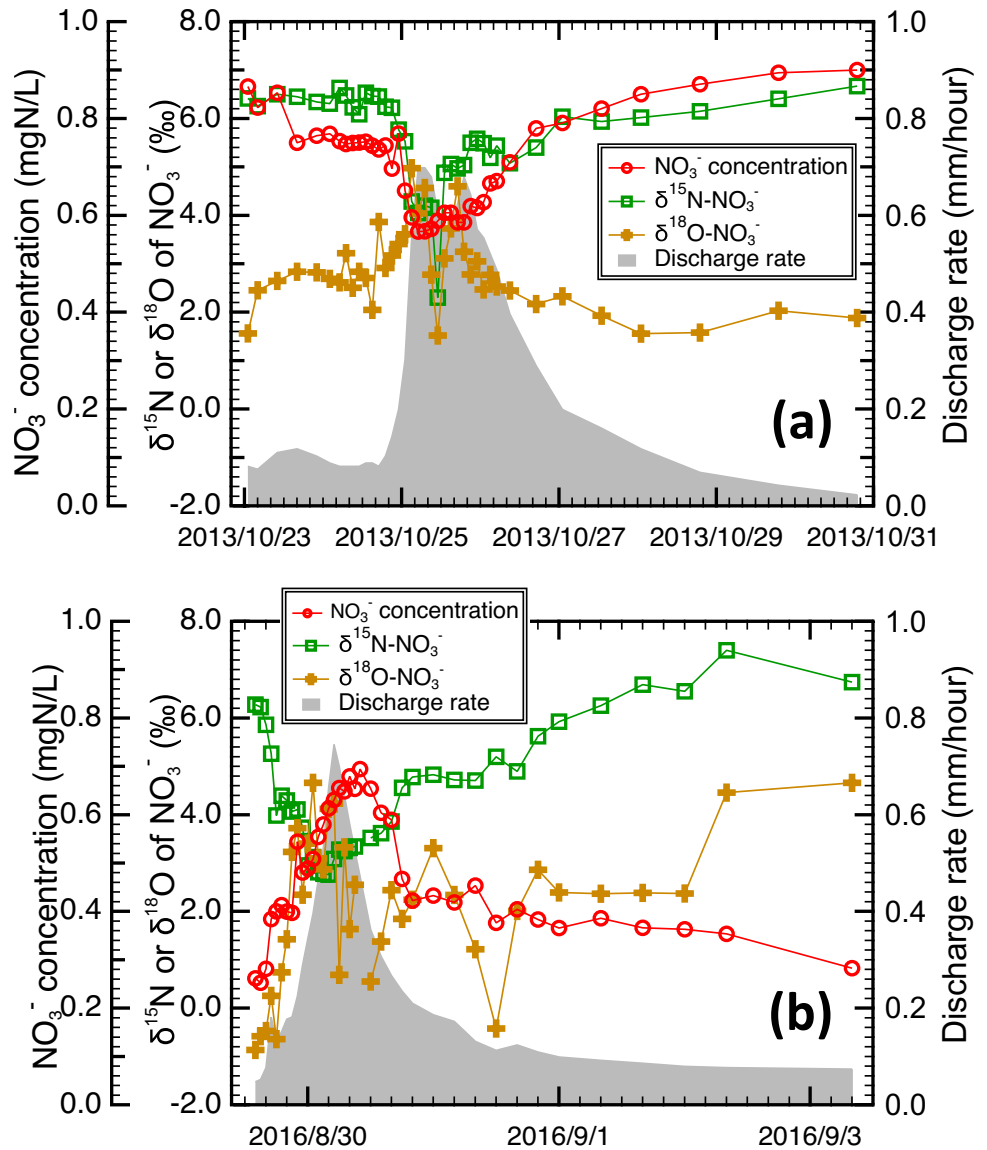 NO₃⁻ concentration (mgN/L)
1.0
0.8
0.6
0.4
0.2
0.0
δ¹⁵N or δ¹⁸O of NO₃⁻ (‰)
8.0
6.0
4.0
2.0
0.0
-2.0
NO₃⁻ concentration
δ¹⁵N-NO₃⁻
δ¹⁸O-NO₃⁻
Discharge rate
(a)
1.0
0.8
0.6
0.4
0.2
0.0
Discharge rate (mm/hour)
2013/10/23 2013/10/25 2013/10/27 2013/10/29 2013/10/31
NO₃⁻ concentration (mgN/L)
1.0
0.8
0.6
0.4
0.2
0.0
δ¹⁵N or δ¹⁸O of NO₃⁻ (‰)
8.0
6.0
4.0
2.0
0.0
-2.0
NO₃⁻ concentration
δ¹⁵N-NO₃⁻
δ¹⁸O-NO₃⁻
Discharge rate
(b)
1.0
0.8
0.6
0.4
0.2
0.0
Discharge rate (mm/hour)
2016/8/30 2016/9/1 2016/9/3